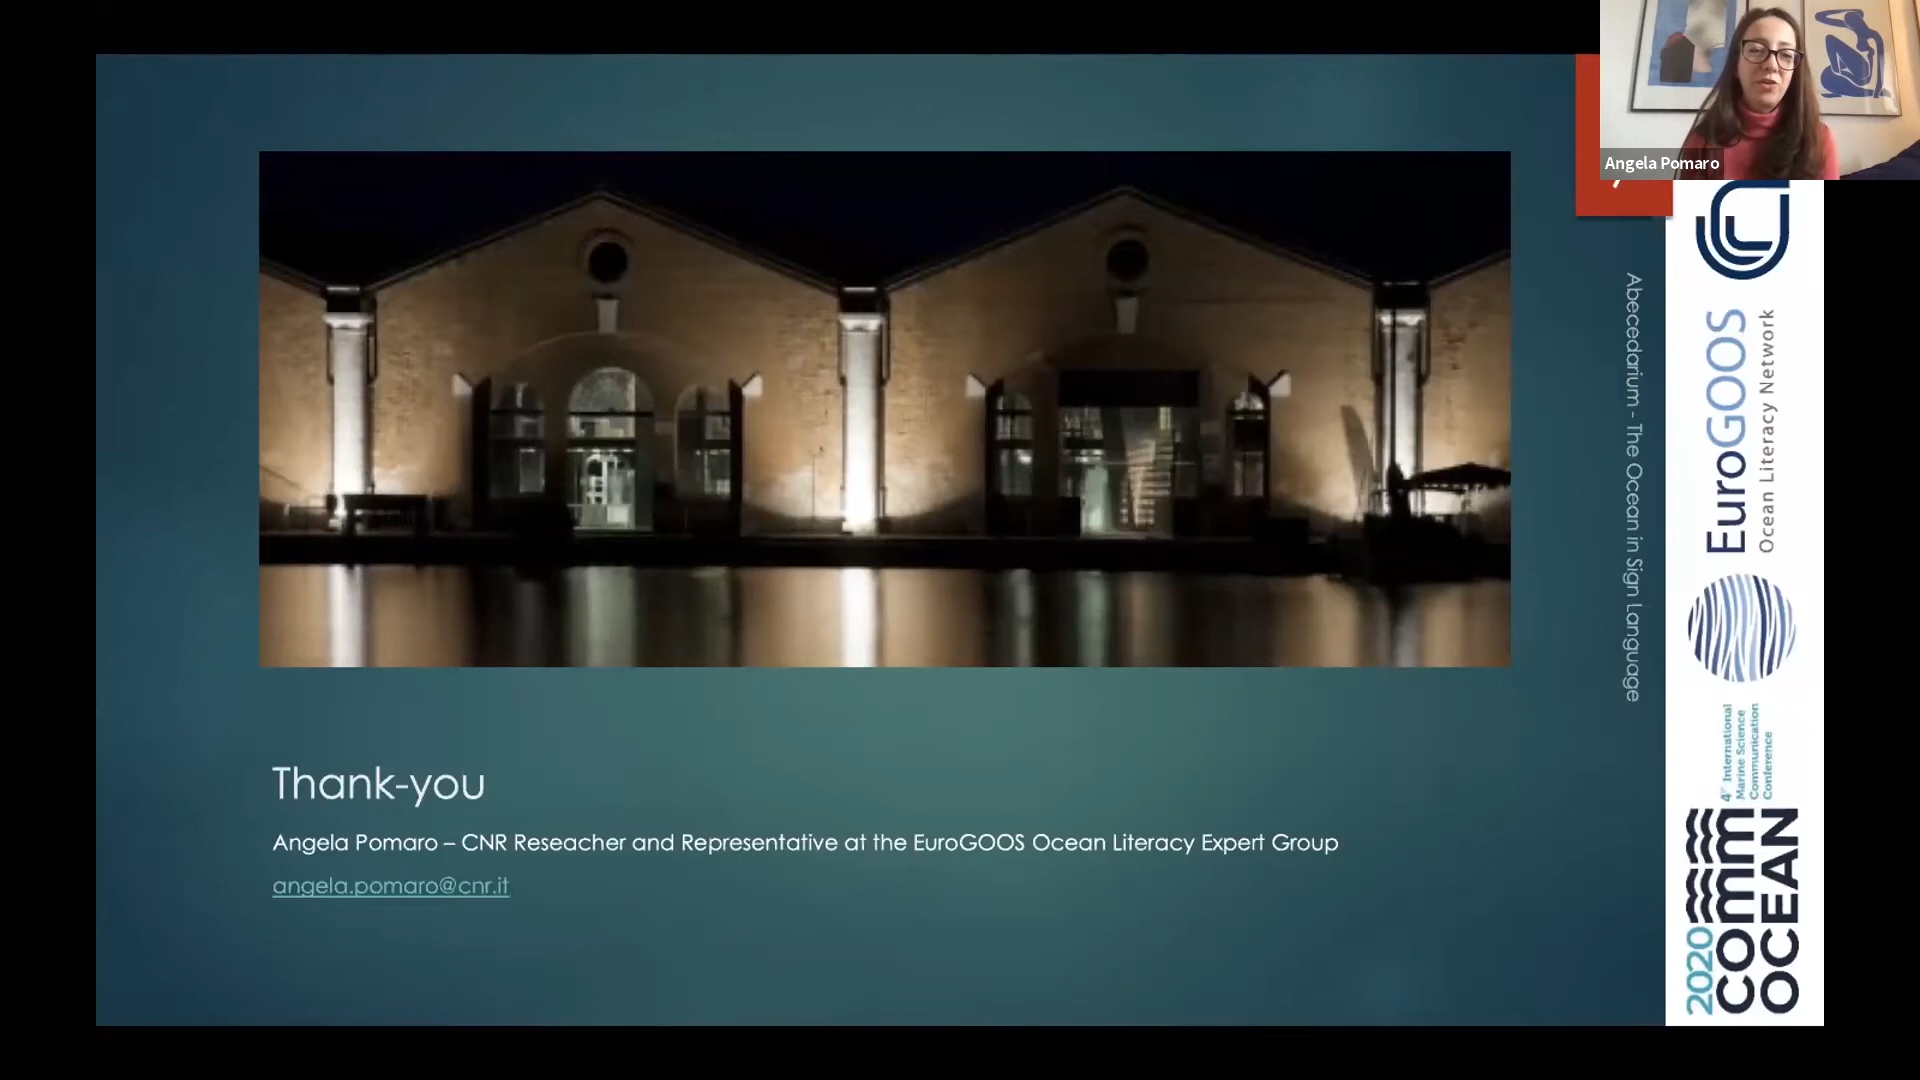 Angela Pomaro
Abecedarium - The Ocean in Sign Language
EuroGOOS
Ocean Literacy Network
4th International
Marine Science
Communication
Conference
2020
comm
OCEAN
Thank-you
Angela Pomaro – CNR Reseacher and Representative at the EuroGOOS Ocean Literacy Expert Group
angela.pomaro@cnr.it